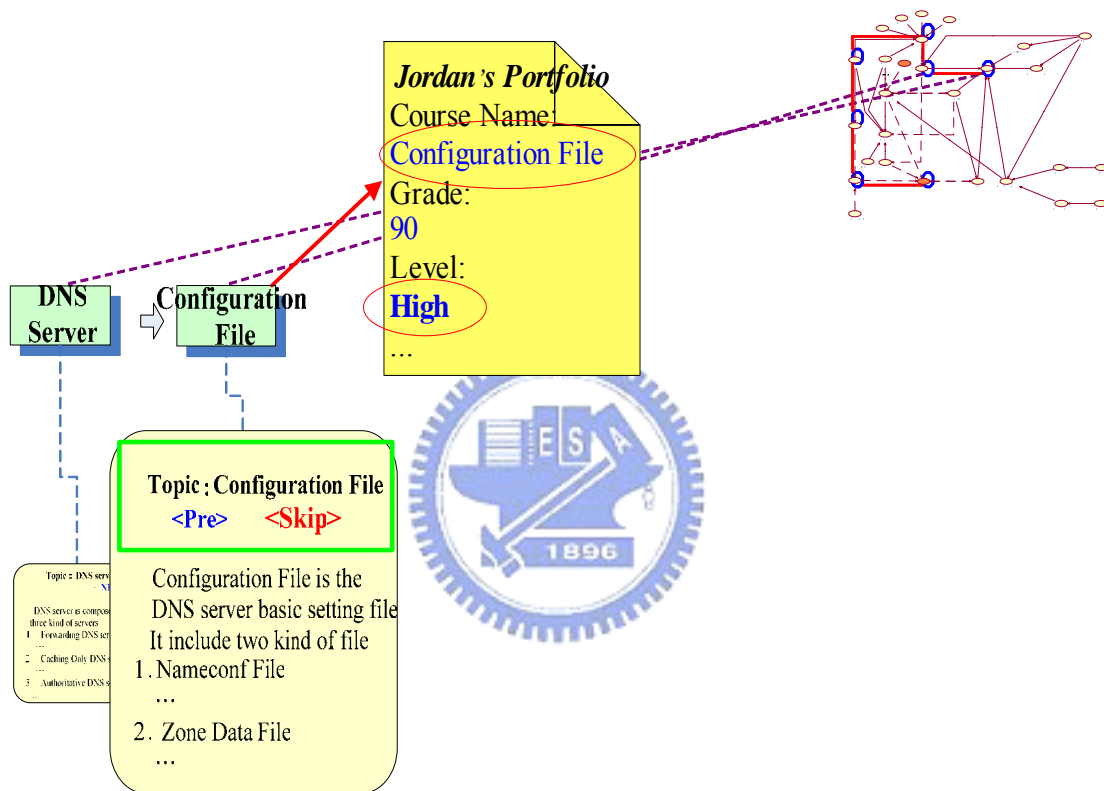 Jordan's Portfolio
Course Name:
Configuration File
Grade:
90
Level:
High
...
DNS
Server
Configuration
File
Topic : Configuration File
<Pre> <Skip>
Configuration File is the
DNS server basic setting file
It include two kind of file
1. Nameconf File
...
2. Zone Data File
...
Topic : DNS serv
DNS server is compose
three kind of servers
1 Forwarding DNS ser
...
2 Caching Only DNS s
...
3 Authoritative DNS s
...
E S A
1896